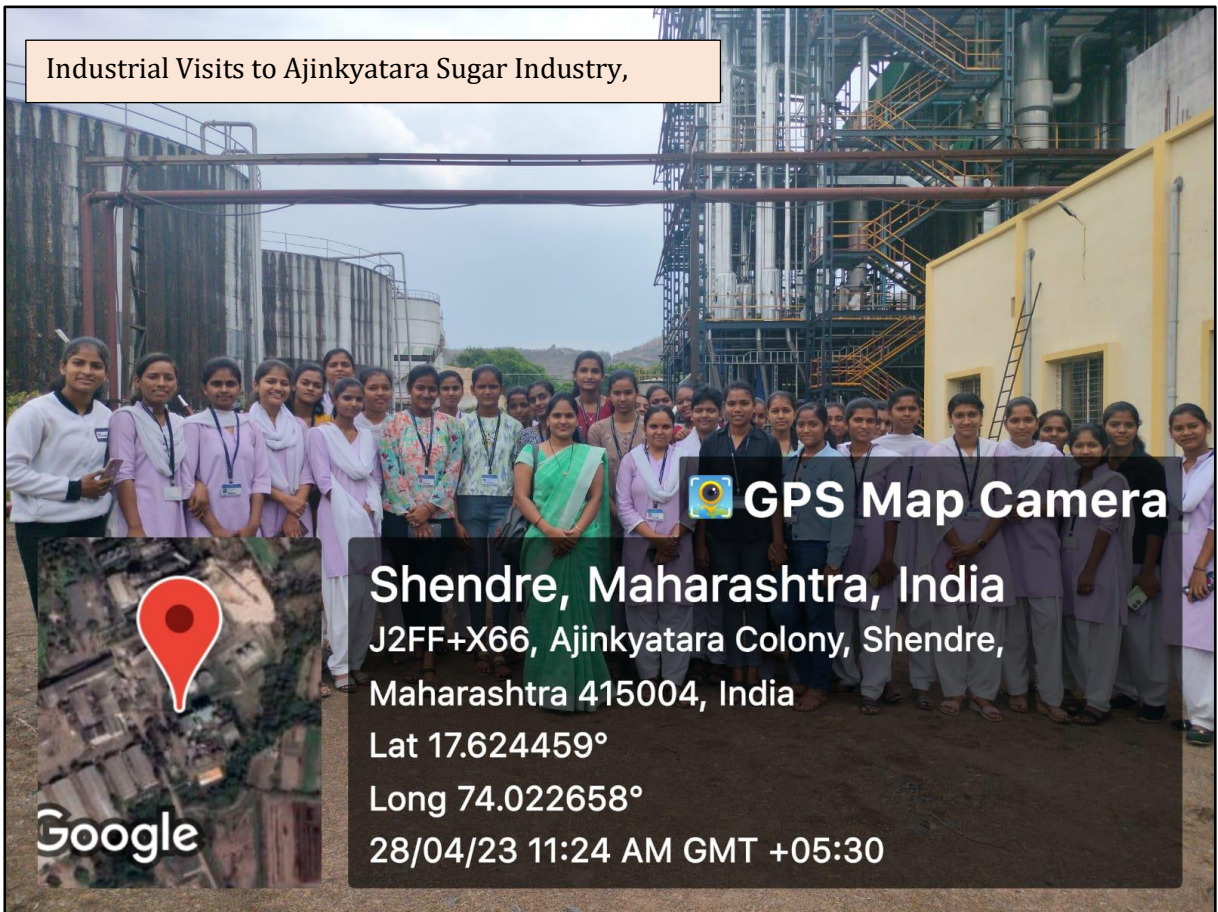 Industrial Visits to Ajinkyatara Sugar Industry,
GPS Map Camera
Shendre, Maharashtra, India
J2FF+X66, Ajinkyatara Colony, Shendre,
Maharashtra 415004, India
Lat 17.624459°
Long 74.022658°
28/04/23 11:24 AM GMT +05:30
Google